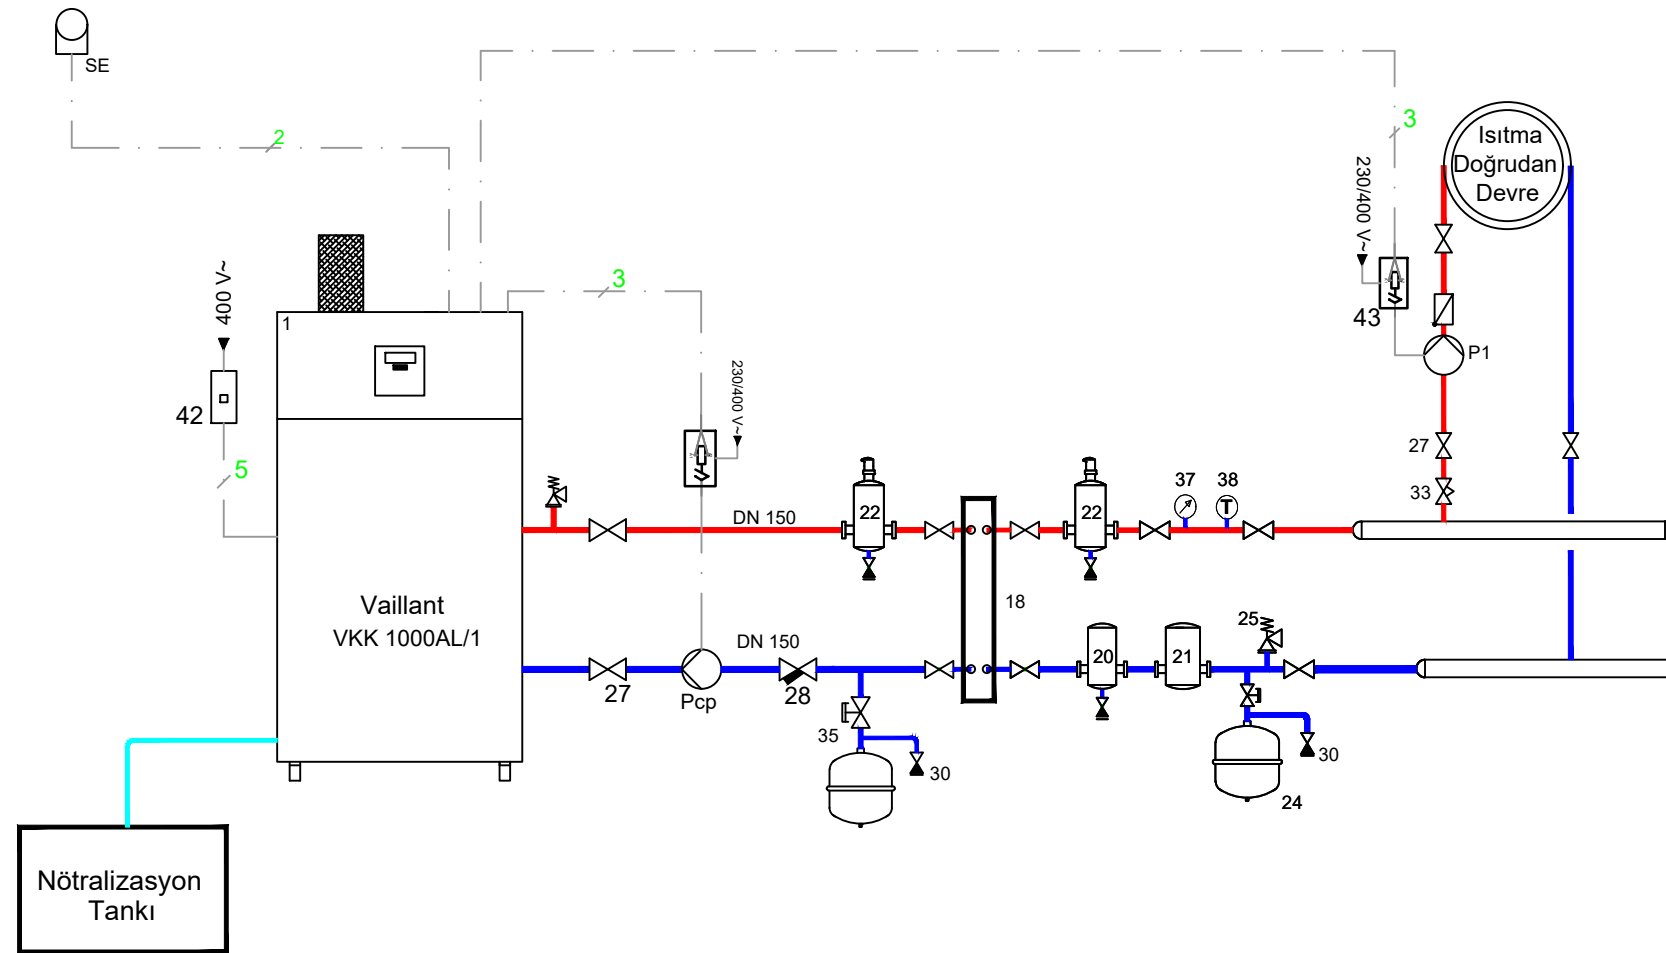 SE
2
3
Isıtma
Doğrudan
Devre
230/400 V~
400 V~
3
43
1
P1
230/400 V~
42
27
5
37
38
33
22
22
DN 150
18
Vaillant
VKK 1000AL/1
25
DN 150
20
21
27
Pcp
28
35
30
30
24
Nötralizasyon
Tankı
T